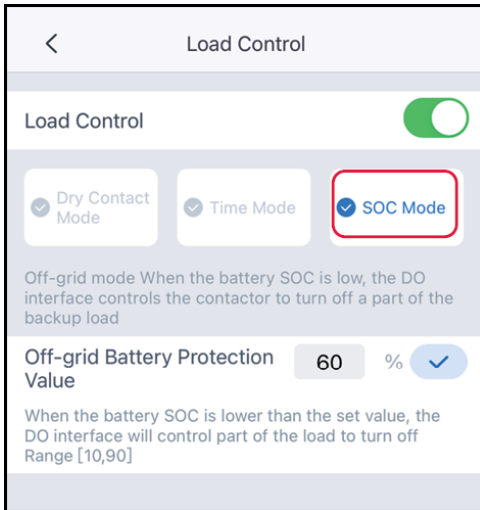 Load Control
Load Control
Dry Contact
Mode
Time Mode
SOC Mode
Off-grid mode When the battery SOC is low, the DO
interface controls the contactor to turn off a part of the
backup load
Off-grid Battery Protection
Value
60 %
When the battery SOC is lower than the set value, the
DO interface will control part of the load to turn off
Range [10,90]